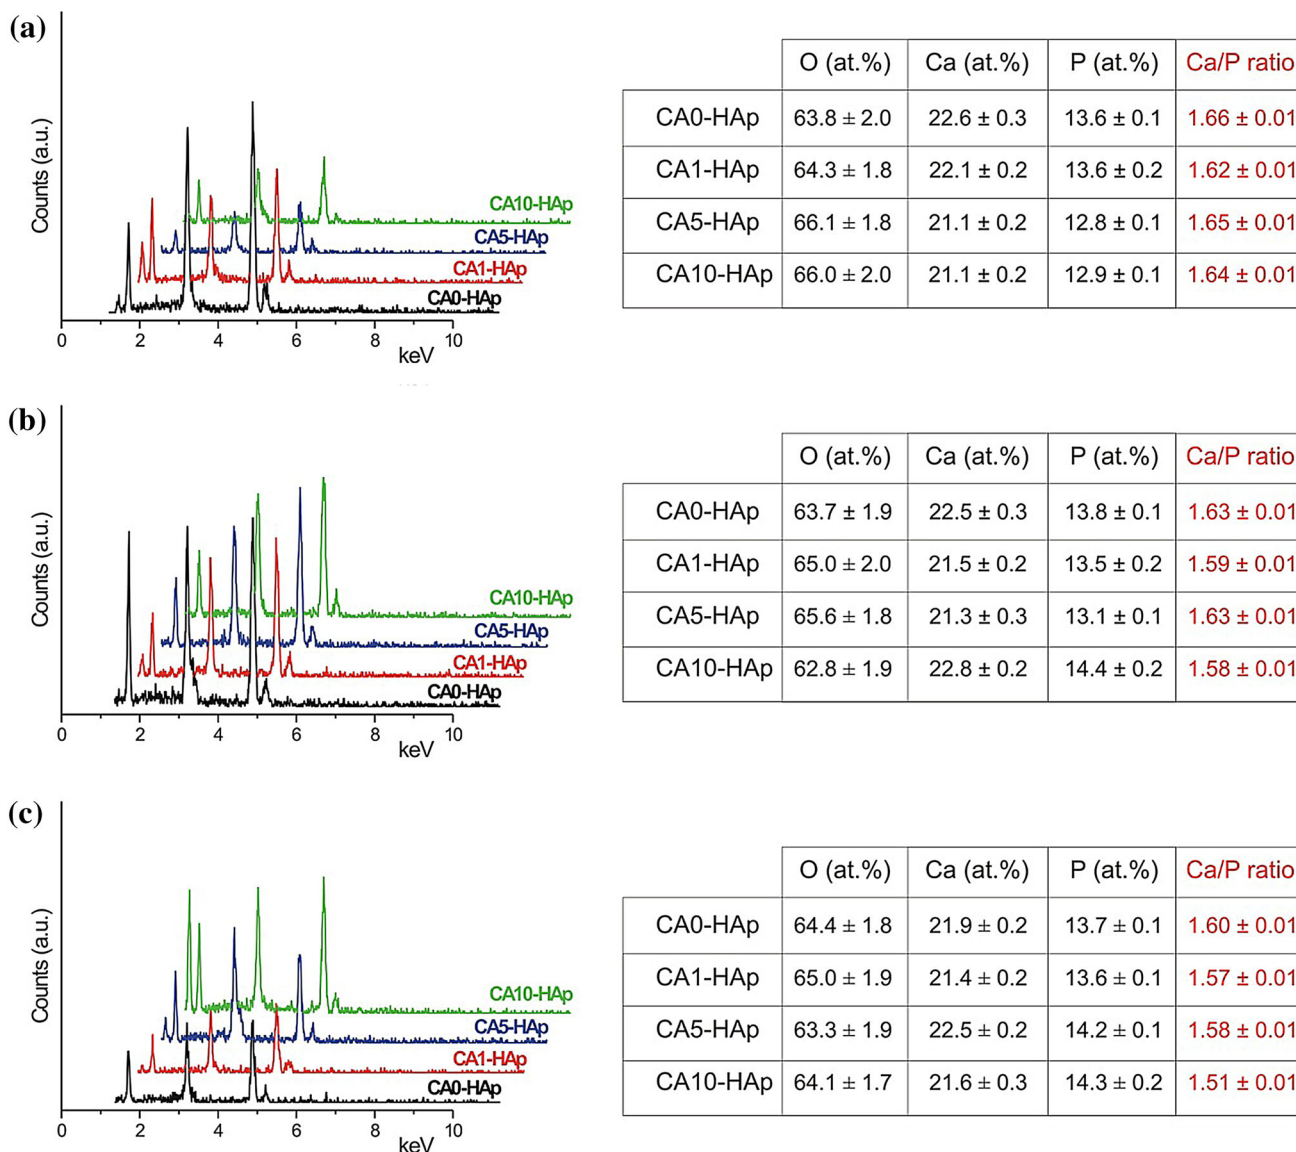 (a)
Counts (a.u.)
CA10-HAp
CA5-HAp
CA1-HAp
CA0-HAp
0 2 4 6 8 10
keV
O (at.%) Ca (at.%) P (at.%) Ca/P ratio
CA0-HAp 63.8 ± 2.0 22.6 ± 0.3 13.6 ± 0.1 1.66 ± 0.01
CA1-HAp 64.3 ± 1.8 22.1 ± 0.2 13.6 ± 0.2 1.62 ± 0.01
CA5-HAp 66.1 ± 1.8 21.1 ± 0.2 12.8 ± 0.1 1.65 ± 0.01
CA10-HAp 66.0 ± 2.0 21.1 ± 0.2 12.9 ± 0.1 1.64 ± 0.01
(b)
Counts (a.u.)
CA10-HAp
CA5-HAp
CA1-HAp
CA0-HAp
0 2 4 6 8 10
keV
O (at.%) Ca (at.%) P (at.%) Ca/P ratio
CA0-HAp 63.7 ± 1.9 22.5 ± 0.3 13.8 ± 0.1 1.63 ± 0.01
CA1-HAp 65.0 ± 2.0 21.5 ± 0.2 13.5 ± 0.2 1.59 ± 0.01
CA5-HAp 65.6 ± 1.8 21.3 ± 0.3 13.1 ± 0.1 1.63 ± 0.01
CA10-HAp 62.8 ± 1.9 22.8 ± 0.2 14.4 ± 0.2 1.58 ± 0.01
(c)
Counts (a.u.)
CA10-HAp
CA5-HAp
CA1-HAp
CA0-HAp
0 2 4 6 8 10
keV
O (at.%) Ca (at.%) P (at.%) Ca/P ratio
CA0-HAp 64.4 ± 1.8 21.9 ± 0.2 13.7 ± 0.1 1.60 ± 0.01
CA1-HAp 65.0 ± 1.9 21.4 ± 0.2 13.6 ± 0.1 1.57 ± 0.01
CA5-HAp 63.3 ± 1.9 22.5 ± 0.2 14.2 ± 0.1 1.58 ± 0.01
CA10-HAp 64.1 ± 1.7 21.6 ± 0.3 14.3 ± 0.2 1.51 ± 0.01